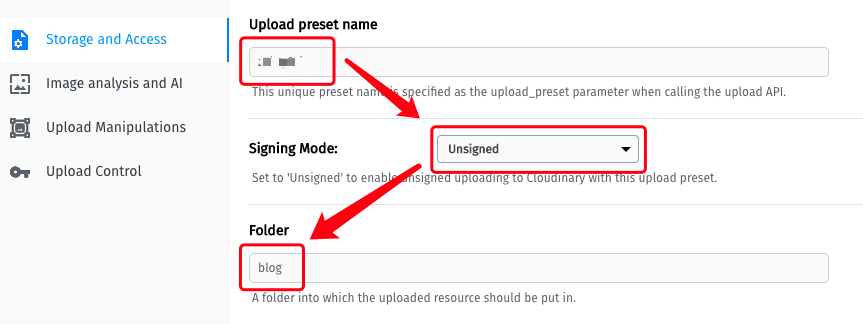 Storage and Access
Image analysis and AI
Upload Manipulations
Upload Control
Upload preset name
This unique preset name is specified as the upload_preset parameter when calling the upload API.
Signing Mode:
Unsigned
Set to 'Unsigned' to enable unsigned uploading to Cloudinary with this upload preset.
Folder
blog
A folder into which the uploaded resource should be put in.